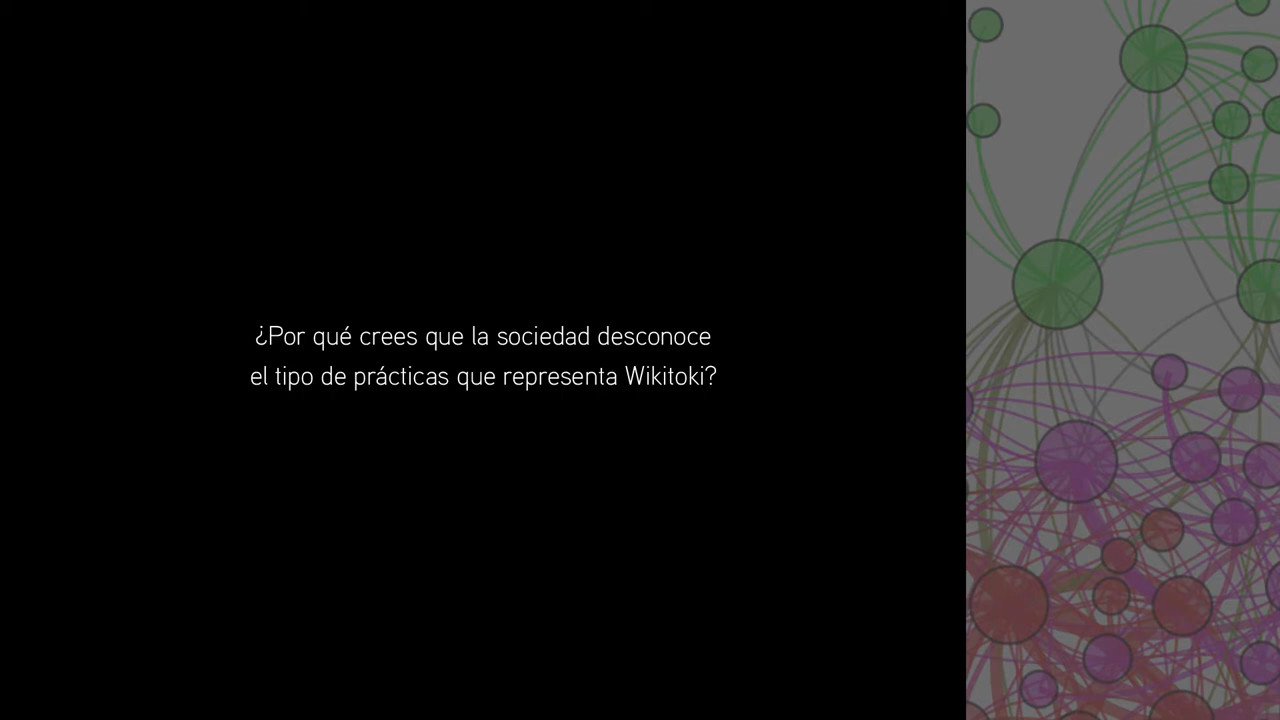 ¿Por qué crees que la sociedad desconoce
el tipo de prácticas que representa Wikitoki?